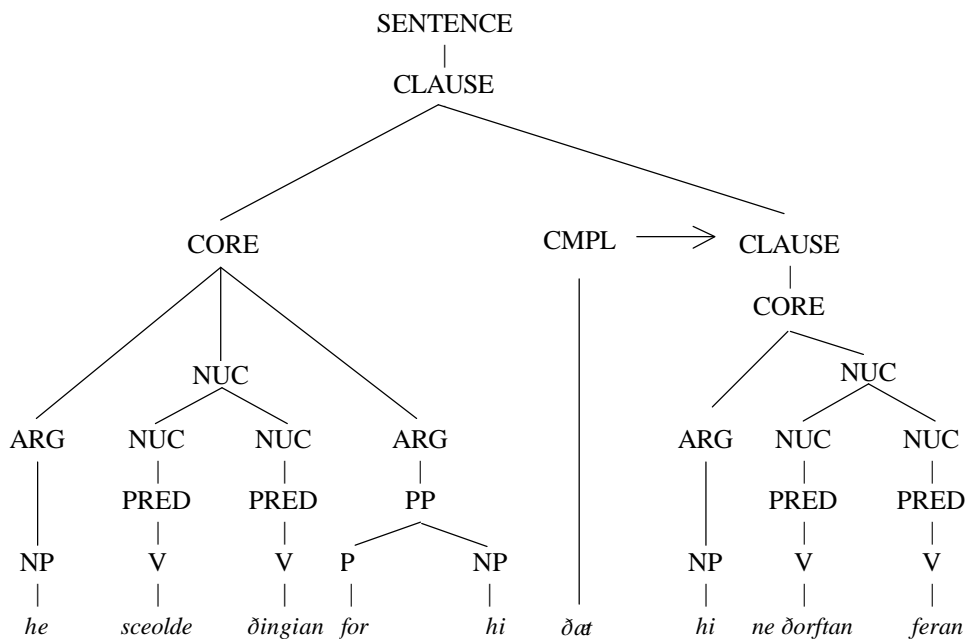 SENTENCE
CLAUSE
CORE CMPL CLAUSE
CORE
NUC NUC
ARG NUC NUC ARG ARG NUC NUC
PRED PRED PP PRED PRED
NP V V P NP NP V V
he sceolde ðingian for hi ðæt hi ne ðorftan feran